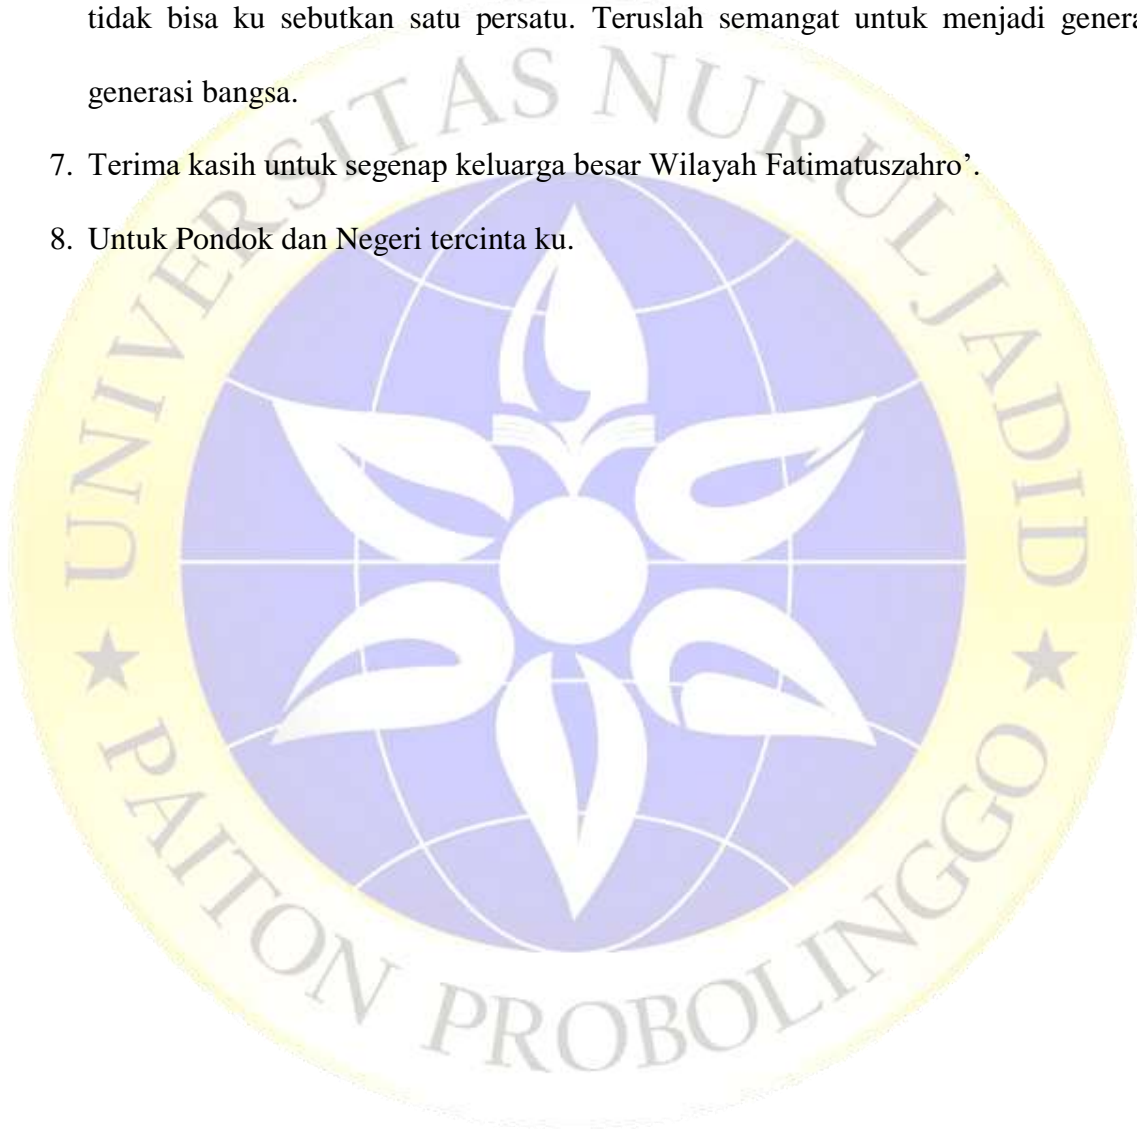 tidak bisa ku sebutkan satu persatu. Teruslah semangat untuk menjadi genera
generasi bangsa.
7. Terima kasih untuk segenap keluarga besar Wilayah Fatimatuszahro’.
8. Untuk Pondok dan Negeri tercinta ku.
UNIVERSITAS NURUL JADID
★ PAITON PROBOLINGGO ★